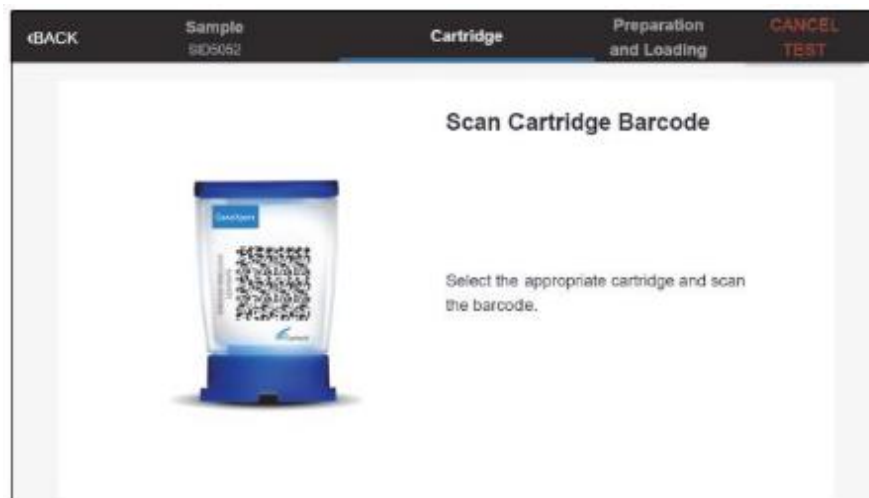 ‹BACK
Sample
SID5052
Cartridge
Preparation
and Loading
CANCEL
TEST
Scan Cartridge Barcode
GeneXpert
Select the appropriate cartridge and scan
the barcode.